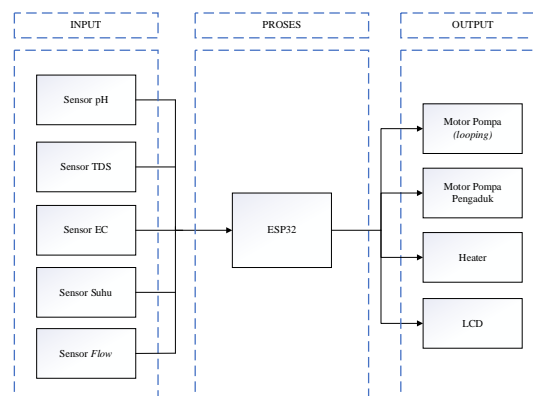 INPUT
PROSES
OUTPUT
Sensor pH
Sensor TDS
Sensor EC
Sensor Suhu
Sensor Flow
ESP32
Motor Pompa
(looping)
Motor Pompa
Pengaduk
Heater
LCD